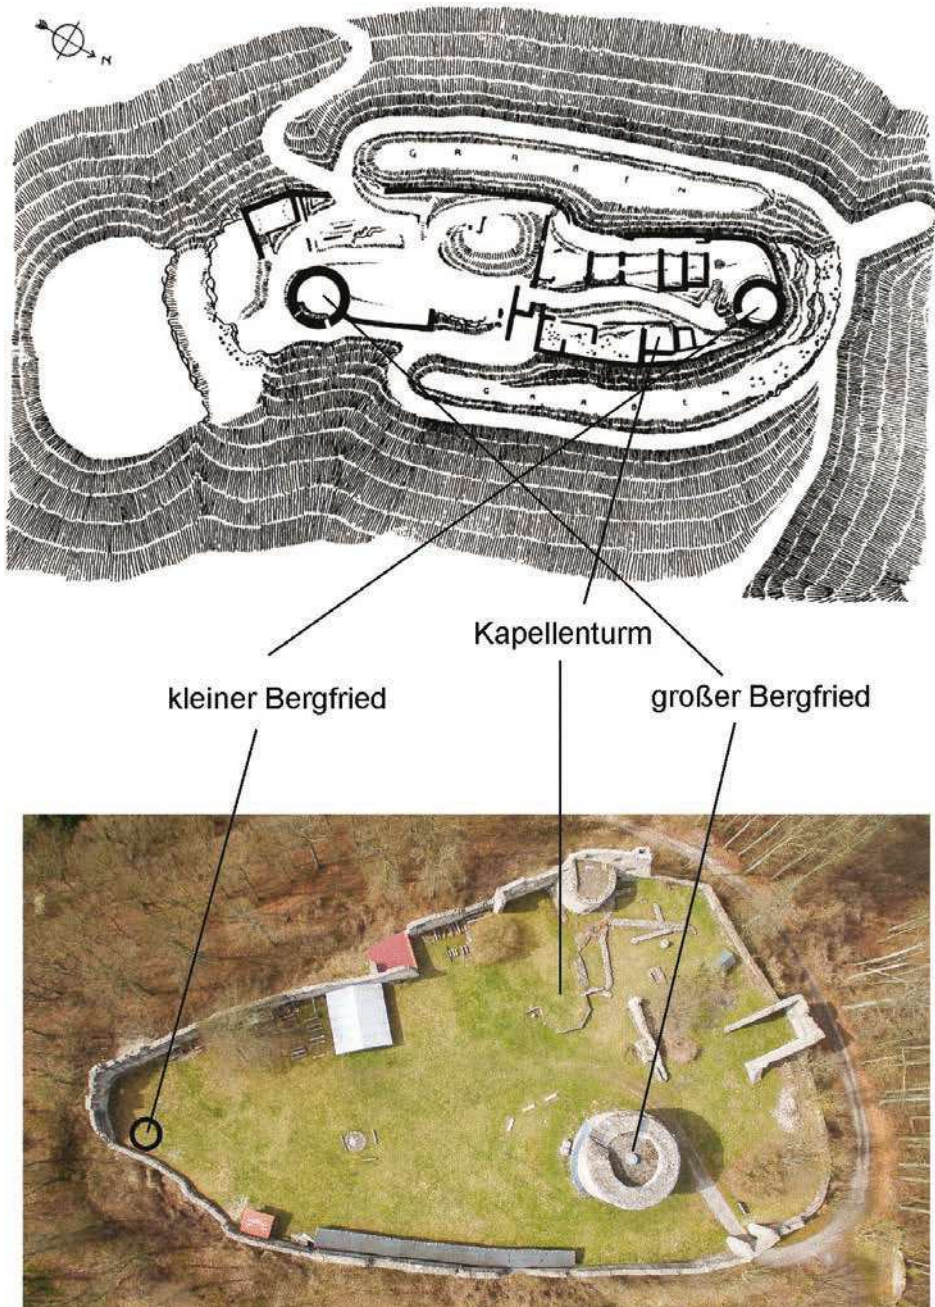 N
G R A B E N
G R A B E N
Kapellenturm
kleiner Bergfried
großer Bergfried